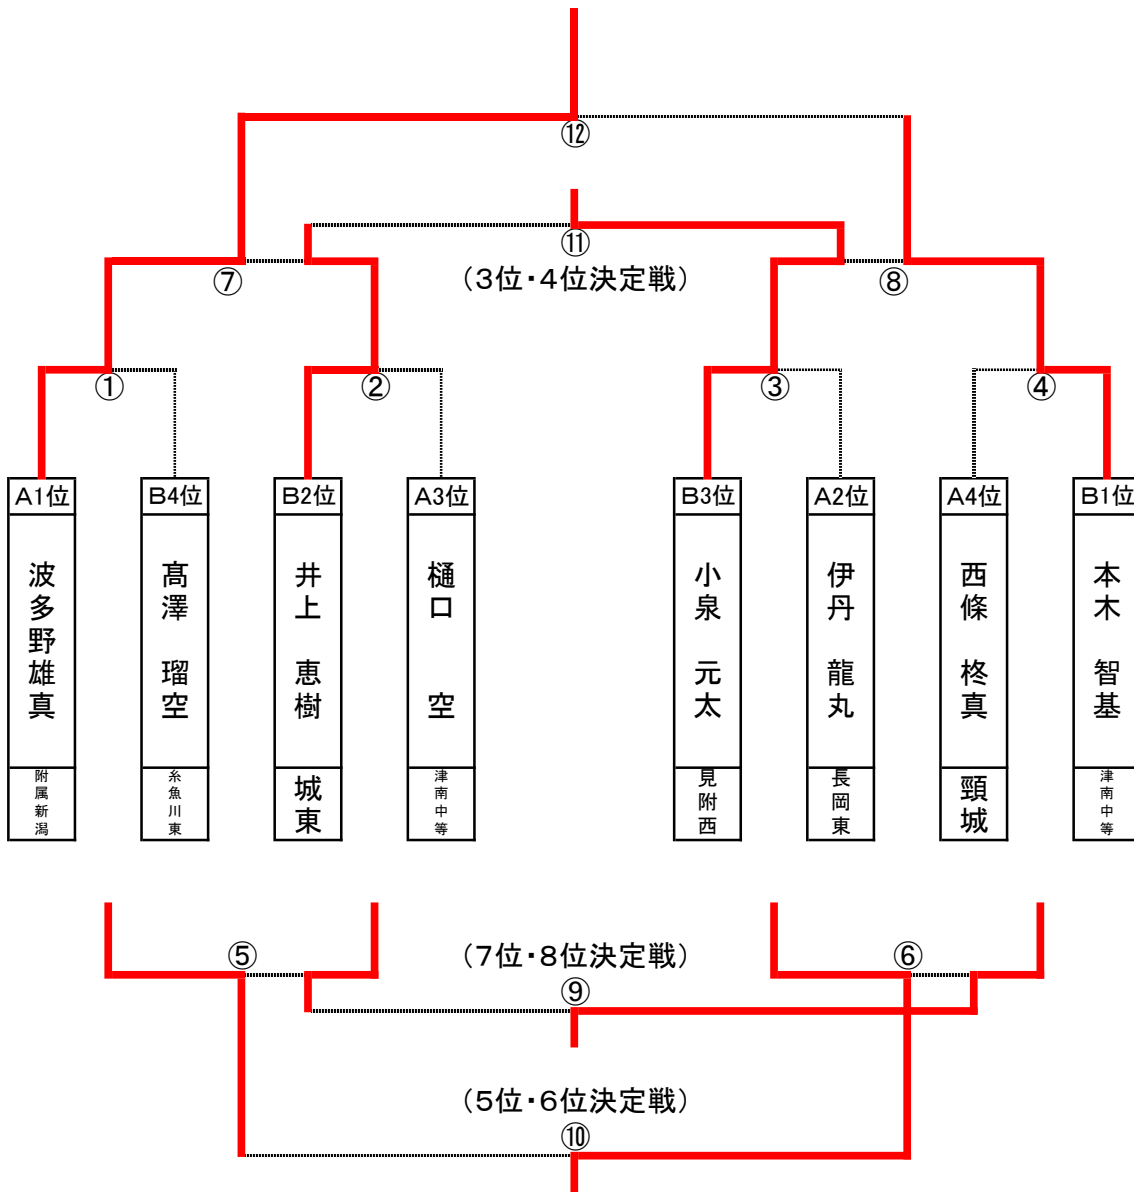 ⑫
⑪
(3位・4位決定戦)
⑦
⑧
①
②
③
④
A1位
B4位
B2位
A3位
B3位
A2位
A4位
B1位
波多野雄真
髙澤 瑠空
井上 恵樹
樋口 空
小泉 元太
伊丹 龍丸
西條 柊真
本木 智基
附属新潟
糸魚川東
城東
津南中等
見附西
長岡東
頸城
津南中等
⑤
(7位・8位決定戦)
⑥
⑨
(5位・6位決定戦)
⑩